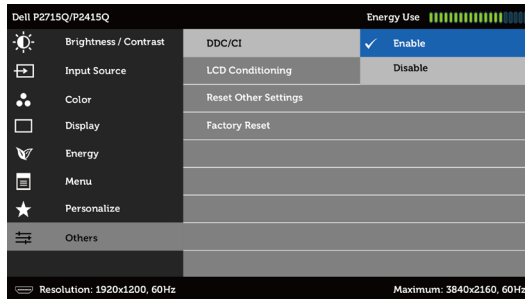 Dell P2715Q/P2415Q Energy Use
Brightness / Contrast DDC/CI ✓ Enable
Input Source LCD Conditioning Disable
Color Reset Other Settings
Display Factory Reset
Energy
Menu
Personalize
Others
Resolution: 1920x1200, 60Hz Maximum: 3840x2160, 60Hz